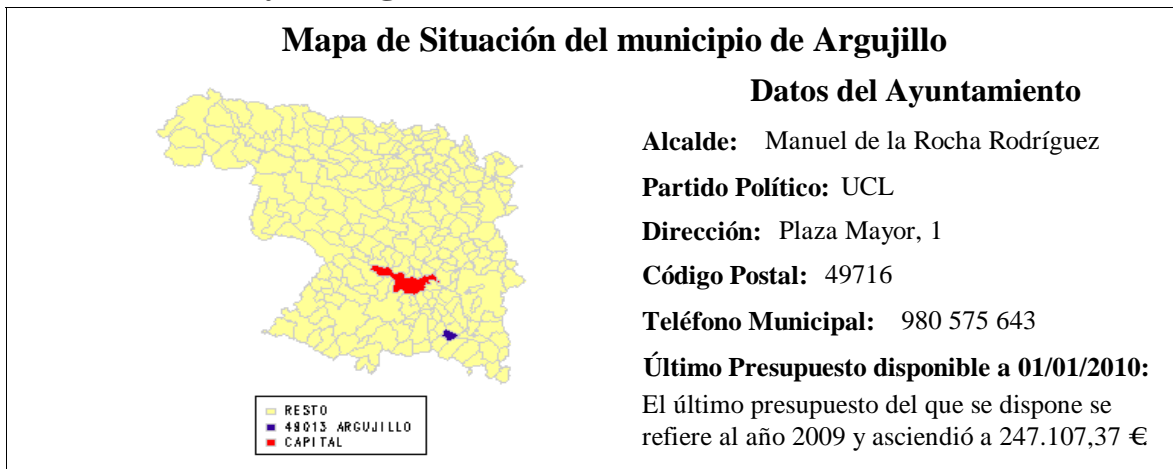 Mapa de Situación del municipio de Argujillo
Datos del Ayuntamiento
Alcalde: Manuel de la Rocha Rodríguez
Partido Político: UCL
Dirección: Plaza Mayor, 1
Código Postal: 49716
Teléfono Municipal: 980 575 643
Último Presupuesto disponible a 01/01/2010:
El último presupuesto del que se dispone se
refiere al año 2009 y asciendió a 247.107,37 €
RESTO
49013 ARGUJILLO
CAPITAL